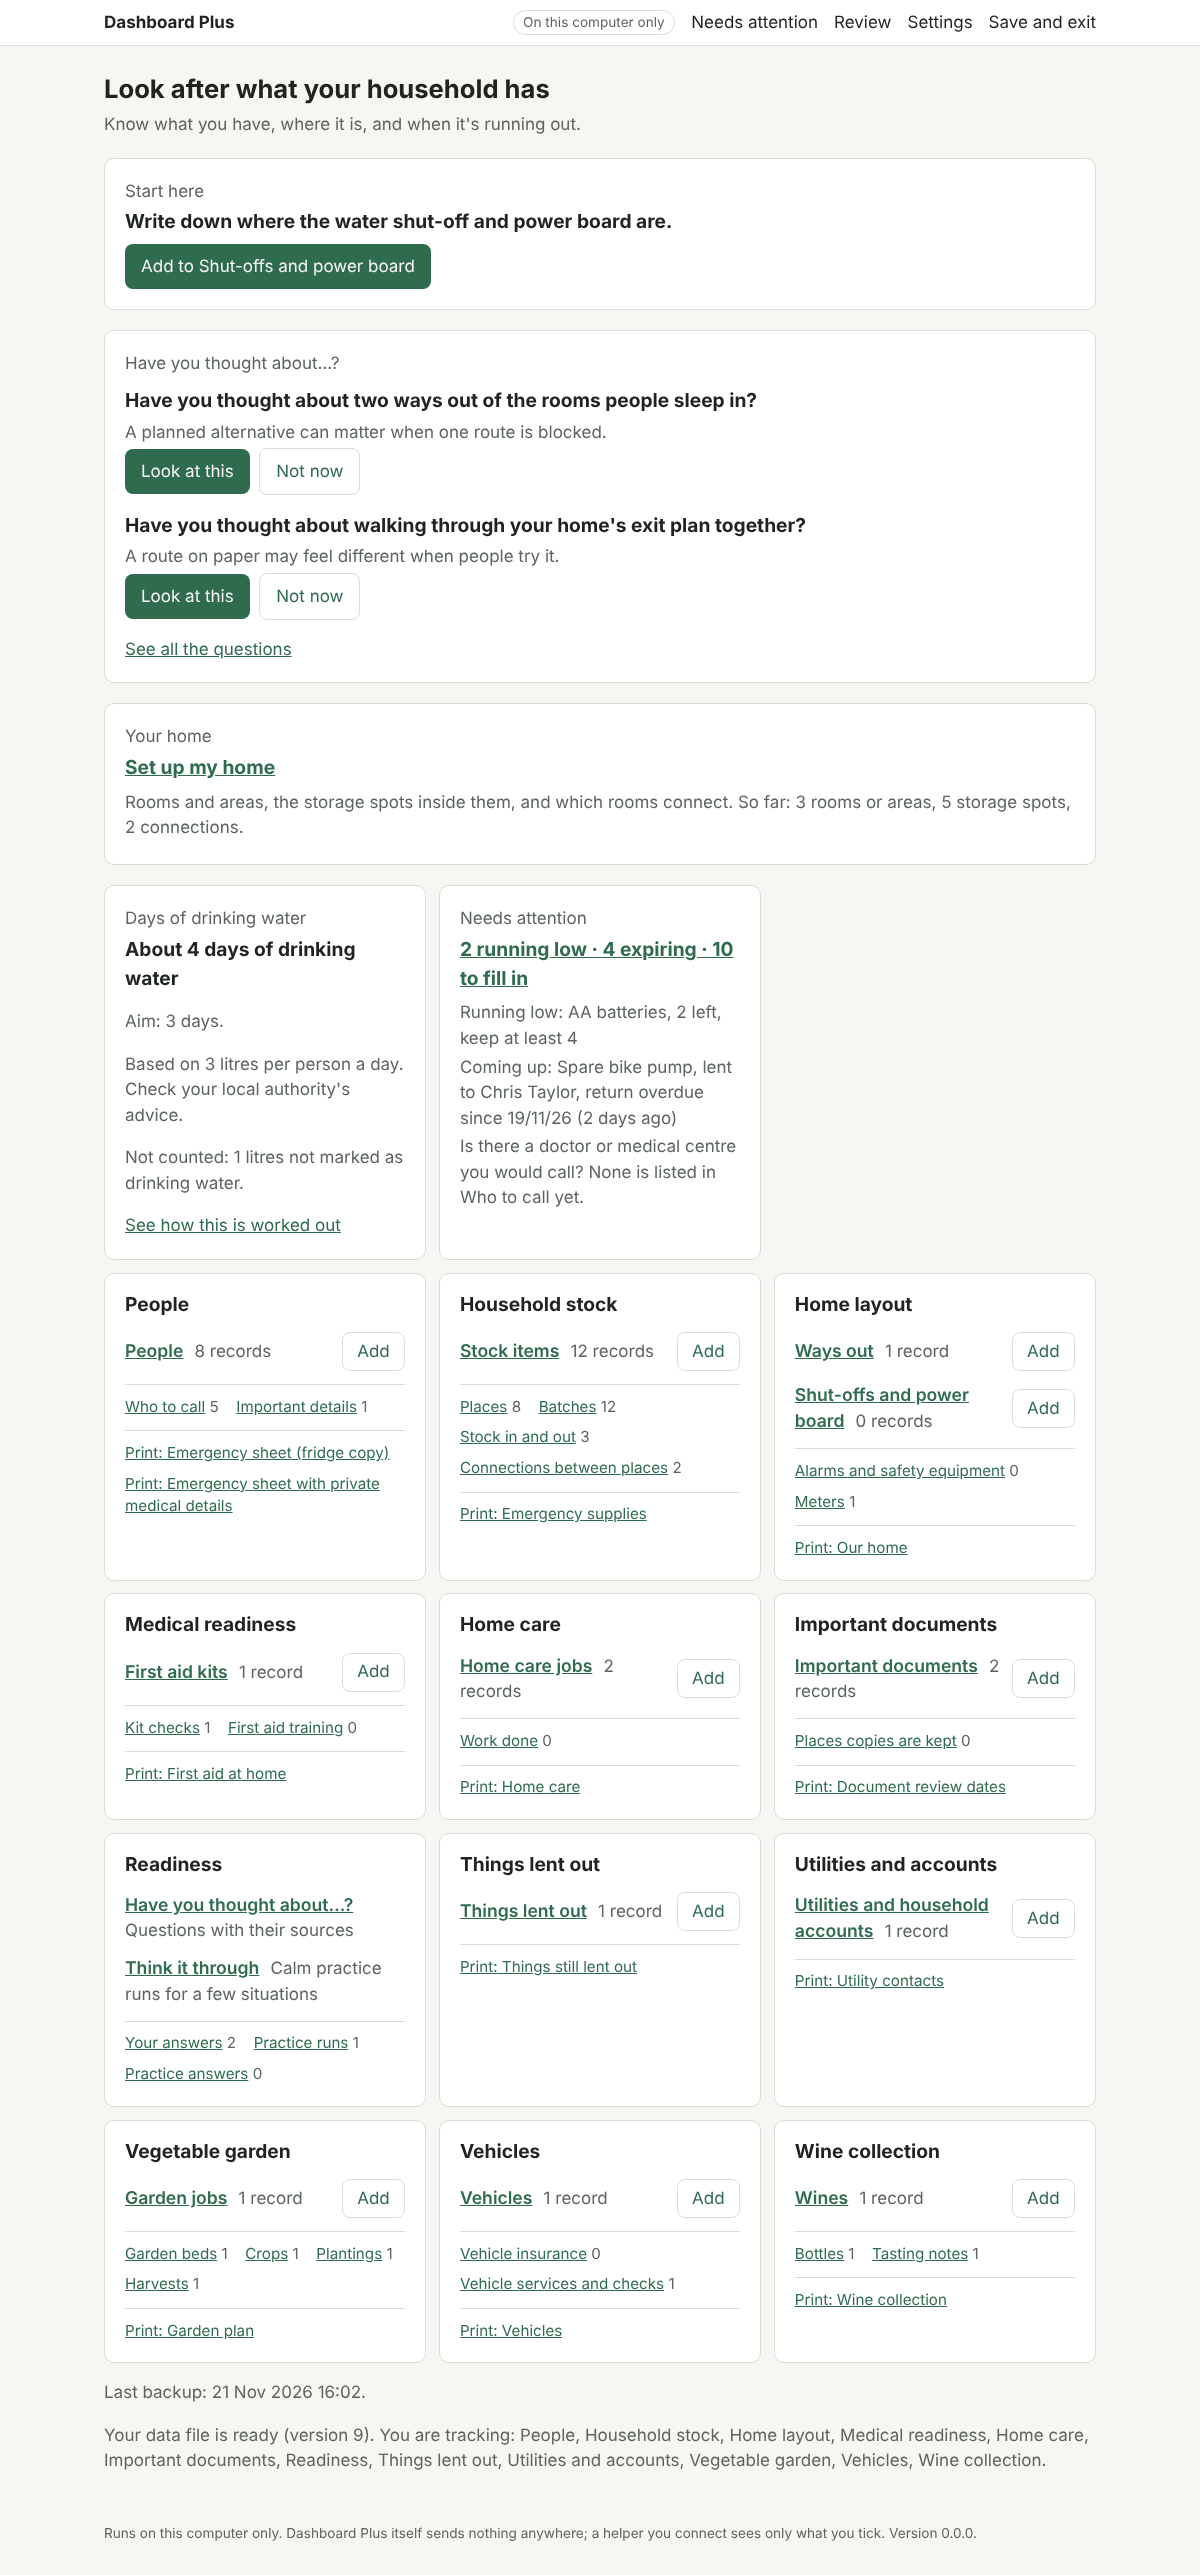 Dashboard Plus
On this computer only
Needs attention
Review
Settings
Save and exit
Look after what your household has
Know what you have, where it is, and when it's running out.
Start here
Write down where the water shut-off and power board are.
Add to Shut-offs and power board
Have you thought about...?
Have you thought about two ways out of the rooms people sleep in?
A planned alternative can matter when one route is blocked.
Look at this
Not now
Have you thought about walking through your home's exit plan together?
A route on paper may feel different when people try it.
Look at this
Not now
See all the questions
Your home
Set up my home
Rooms and areas, the storage spots inside them, and which rooms connect. So far: 3 rooms or areas, 5 storage spots,
2 connections.
Days of drinking water
About 4 days of drinking
water
Aim: 3 days.
Based on 3 litres per person a day.
Check your local authority's
advice.
Not counted: 1 litres not marked as
drinking water.
See how this is worked out
Needs attention
2 running low · 4 expiring · 10
to fill in
Running low: AA batteries, 2 left,
keep at least 4
Coming up: Spare bike pump, lent
to Chris Taylor, return overdue
since 19/11/26 (2 days ago)
Is there a doctor or medical centre
you would call? None is listed in
Who to call yet.
People
People 8 records
Add
Who to call 5 Important details 1
Print: Emergency sheet (fridge copy)
Print: Emergency sheet with private
medical details
Household stock
Stock items 12 records
Add
Places 8 Batches 12
Stock in and out 3
Connections between places 2
Print: Emergency supplies
Home layout
Ways out 1 record
Add
Shut-offs and power
board 0 records
Add
Alarms and safety equipment 0
Meters 1
Print: Our home
Medical readiness
First aid kits 1 record
Add
Kit checks 1 First aid training 0
Print: First aid at home
Home care
Home care jobs 2
records
Add
Work done 0
Print: Home care
Important documents
Important documents 2
records
Add
Places copies are kept 0
Print: Document review dates
Readiness
Have you thought about...?
Questions with their sources
Think it through Calm practice
runs for a few situations
Your answers 2 Practice runs 1
Practice answers 0
Things lent out
Things lent out 1 record
Add
Print: Things still lent out
Utilities and accounts
Utilities and household
accounts 1 record
Add
Print: Utility contacts
Vegetable garden
Garden jobs 1 record
Add
Garden beds 1 Crops 1 Plantings 1
Harvests 1
Print: Garden plan
Vehicles
Vehicles 1 record
Add
Vehicle insurance 0
Vehicle services and checks 1
Print: Vehicles
Wine collection
Wines 1 record
Add
Bottles 1 Tasting notes 1
Print: Wine collection
Last backup: 21 Nov 2026 16:02.
Your data file is ready (version 9). You are tracking: People, Household stock, Home layout, Medical readiness, Home care,
Important documents, Readiness, Things lent out, Utilities and accounts, Vegetable garden, Vehicles, Wine collection.
Runs on this computer only. Dashboard Plus itself sends nothing anywhere; a helper you connect sees only what you tick. Version 0.0.0.